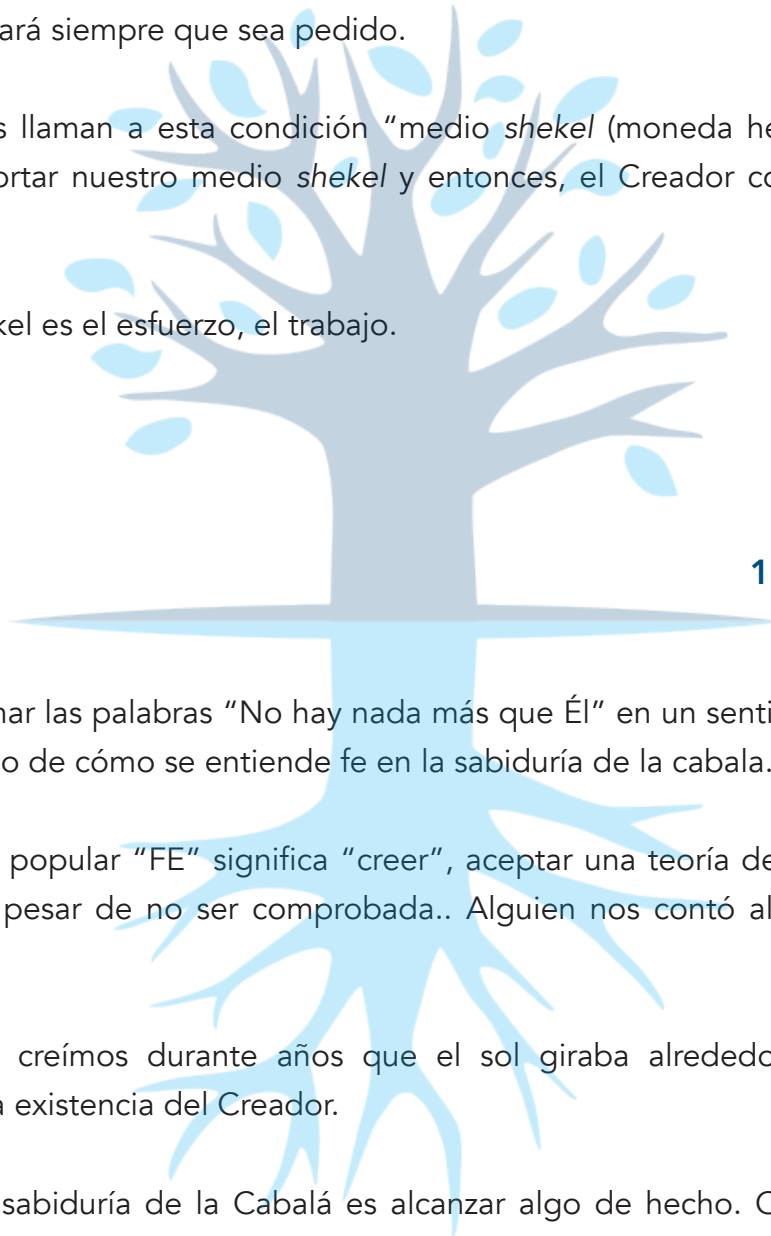 ará siempre que sea pedido.
s llaman a esta condición “medio shekel (moneda he
ortar nuestro medio shekel y entonces, el Creador co
kel es el esfuerzo, el trabajo.
1
nar las palabras “No hay nada más que Él” en un senti
o de cómo se entiende fe en la sabiduría de la cabala.
popular “FE” significa “creer”, aceptar una teoría de
pesar de no ser comprobada.. Alguien nos contó al
creímos durante años que el sol giraba alrededo
a existencia del Creador.
sabiduría de la Cabalá es alcanzar algo de hecho. C